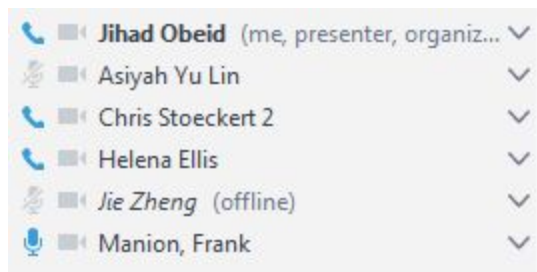 Jihad Obeid (me, presenter, organiz...
Asiyah Yu Lin
Chris Stoeckert 2
Helena Ellis
Jie Zheng (offline)
Manion, Frank